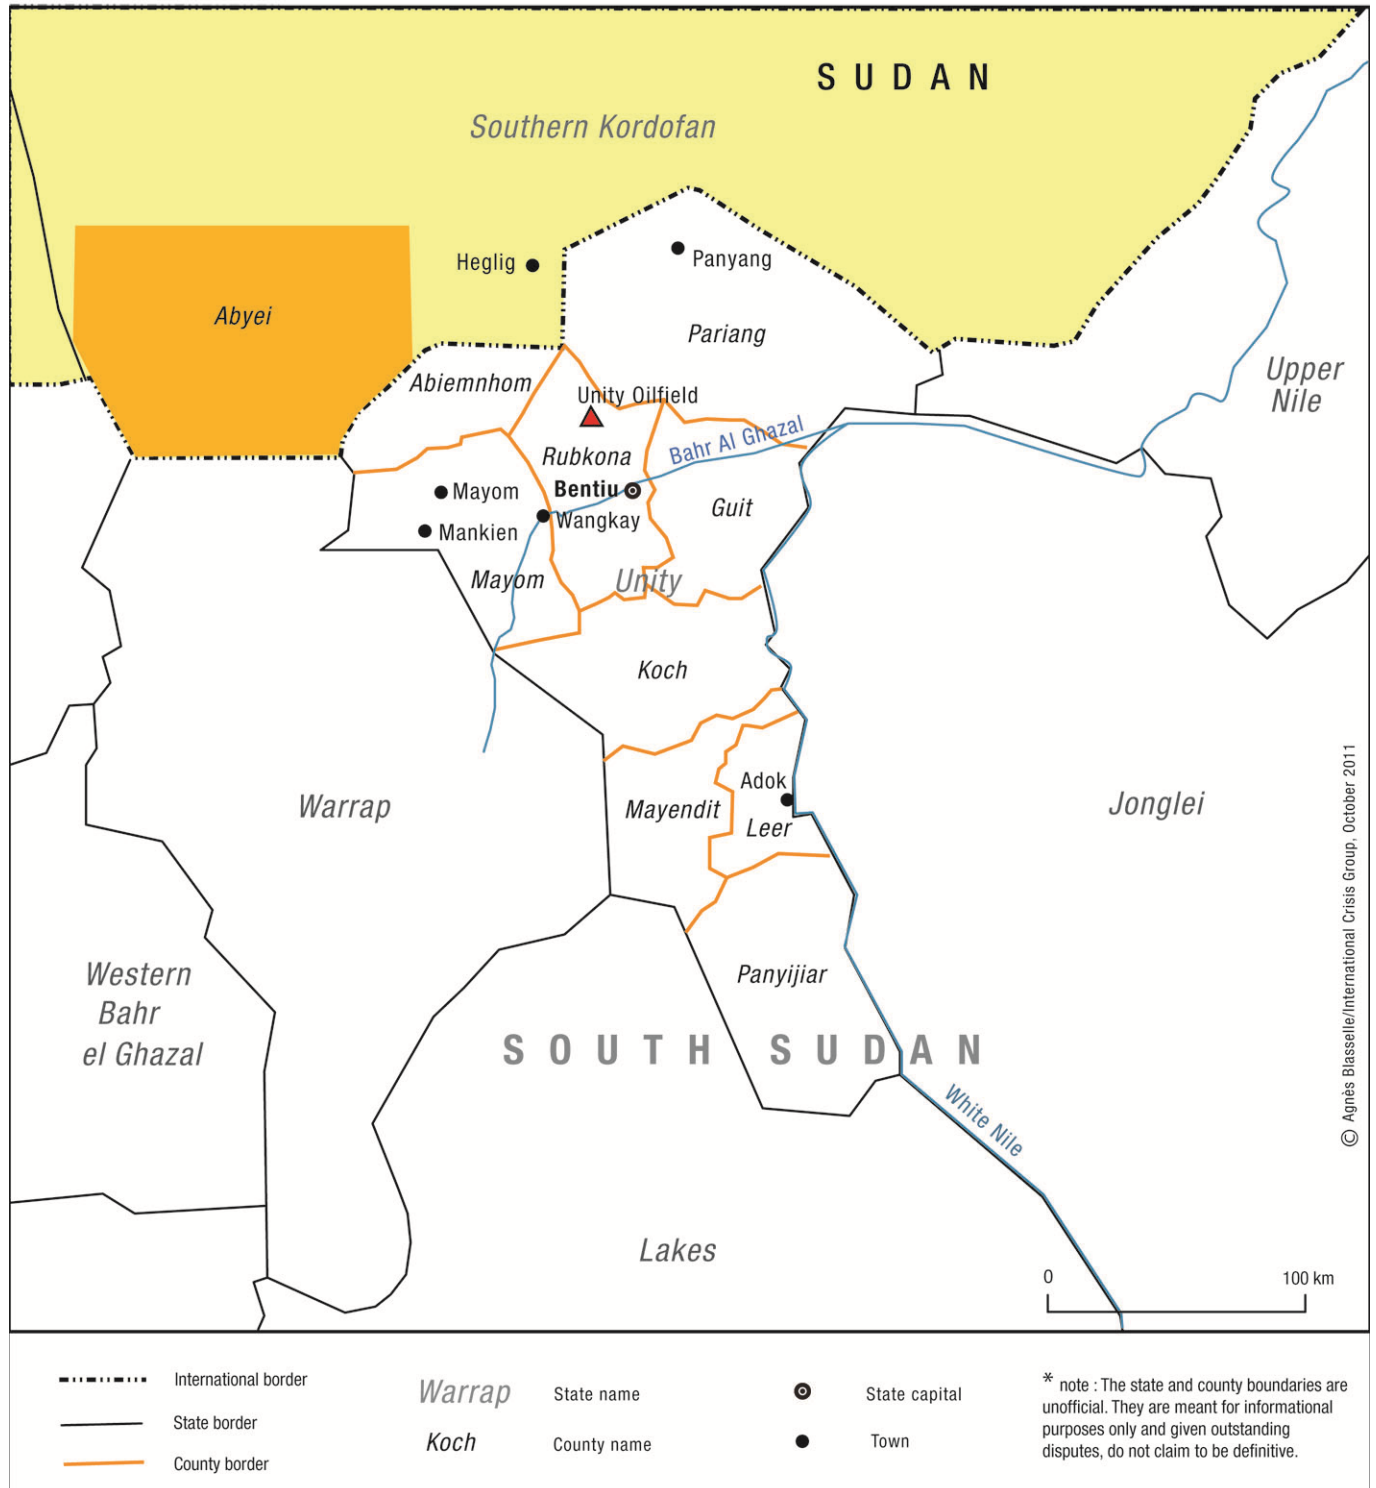 SUDAN
Southern Kordofan
Heglig
Panyang
Abyei
Pariang
Upper
Nile
Abiemnhom
Unity Oilfield
Bahr Al Ghazal
Rubkona
Mayom
Bentiu
Guit
Wangkay
Mankien
Mayom
Unity
Koch
Adok
Warrap
Mayendit
Jonglei
Leer
Western
Bahr
el Ghazal
Panyijiar
SOUTH SUDAN
White Nile
Lakes
0
100 km
© Agnès Blasselle/International Crisis Group, October 2011
International border
State border
County border
Warrap
State name
Koch
County name
State capital
Town
* note : The state and county boundaries are
unofficial. They are meant for informational
purposes only and given outstanding
disputes, do not claim to be definitive.